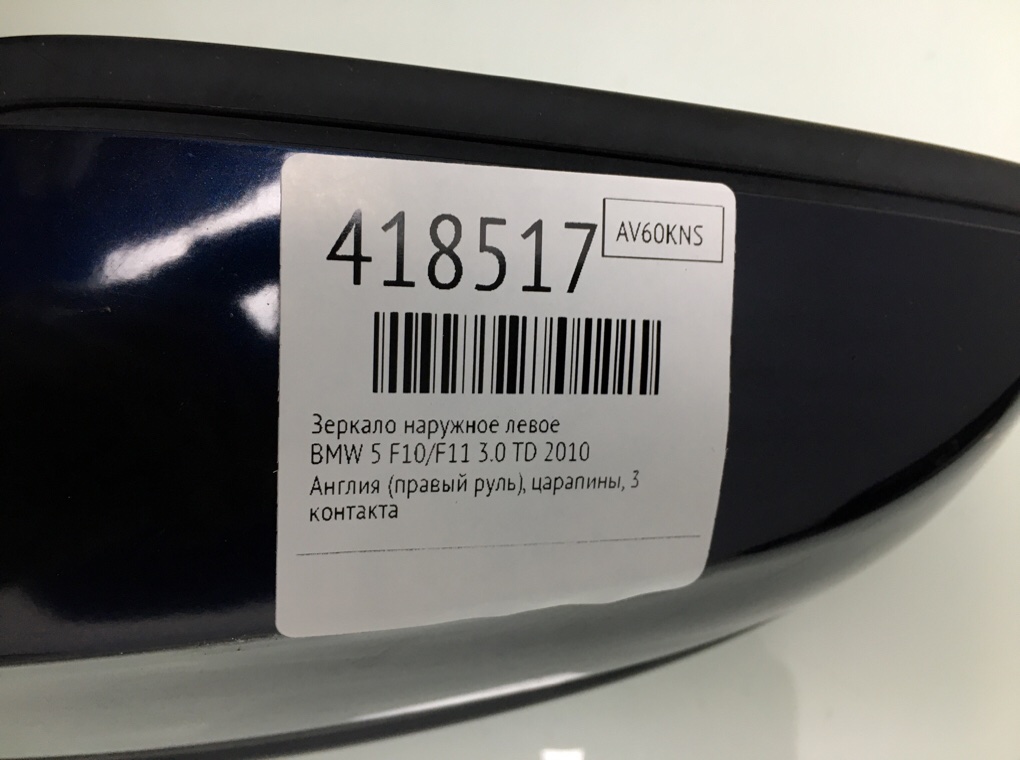 418517
AV60KNS
Зеркало наружное левое
BMW 5 F10/F11 3.0 TD 2010
Англия (правый руль), царапины, 3
контакта